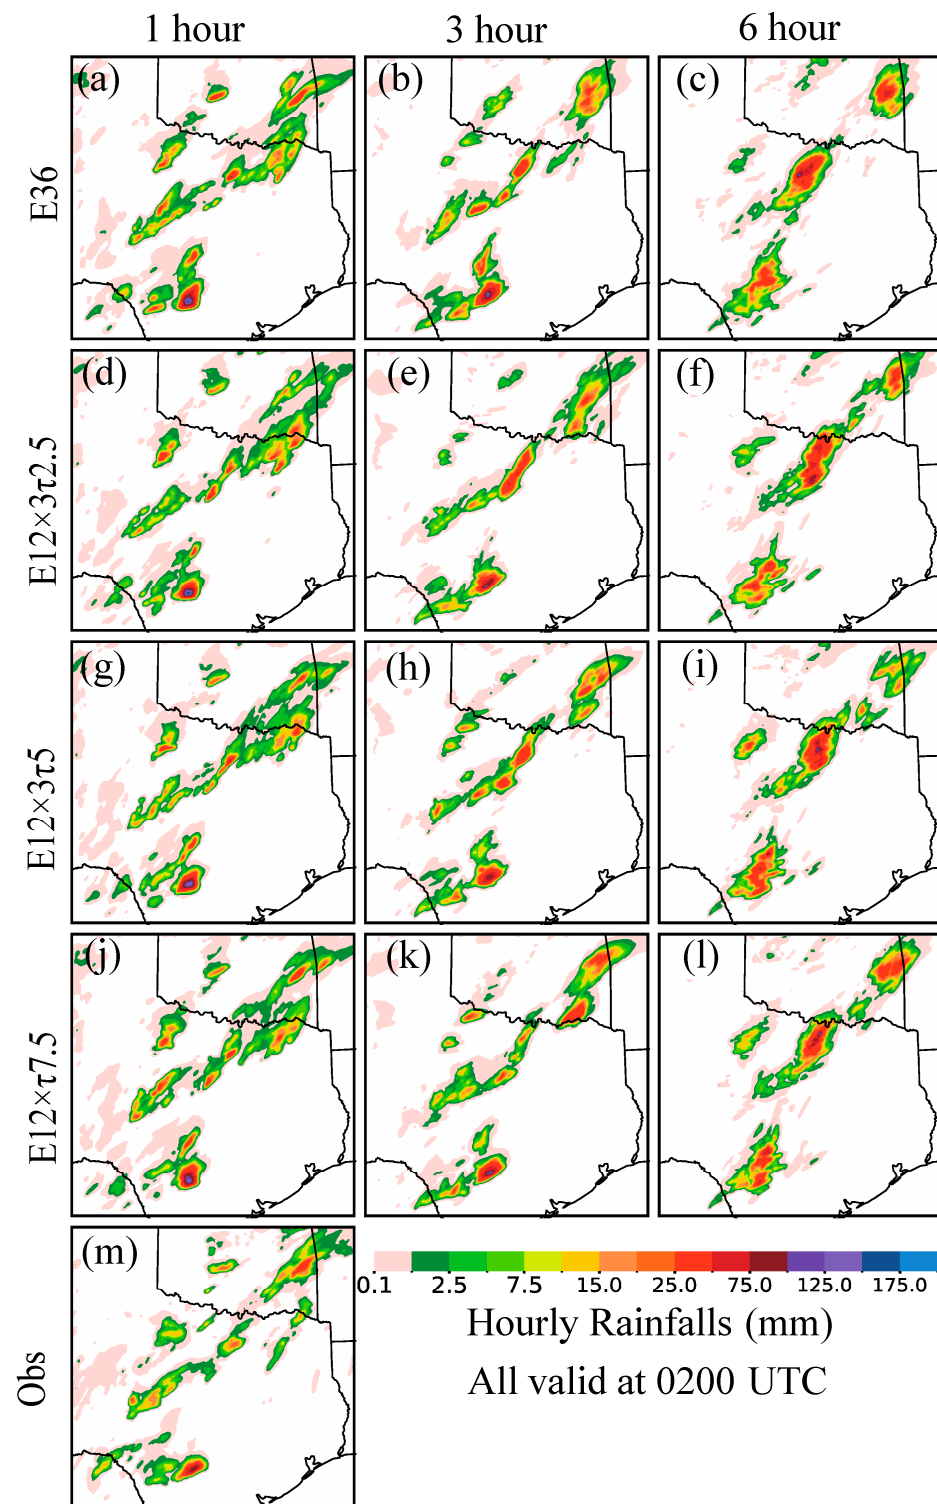 1 hour 3 hour 6 hour
(a) (b) (c)
E36
(d) (e) (f)
E12×3τ2.5
(g) (h) (i)
E12×3τ5
(j) (k) (l)
E12×τ7.5
(m)
Obs
0.1 2.5 7.5 15.0 25.0 75.0 125.0 175.0
Hourly Rainfalls (mm)
All valid at 0200 UTC